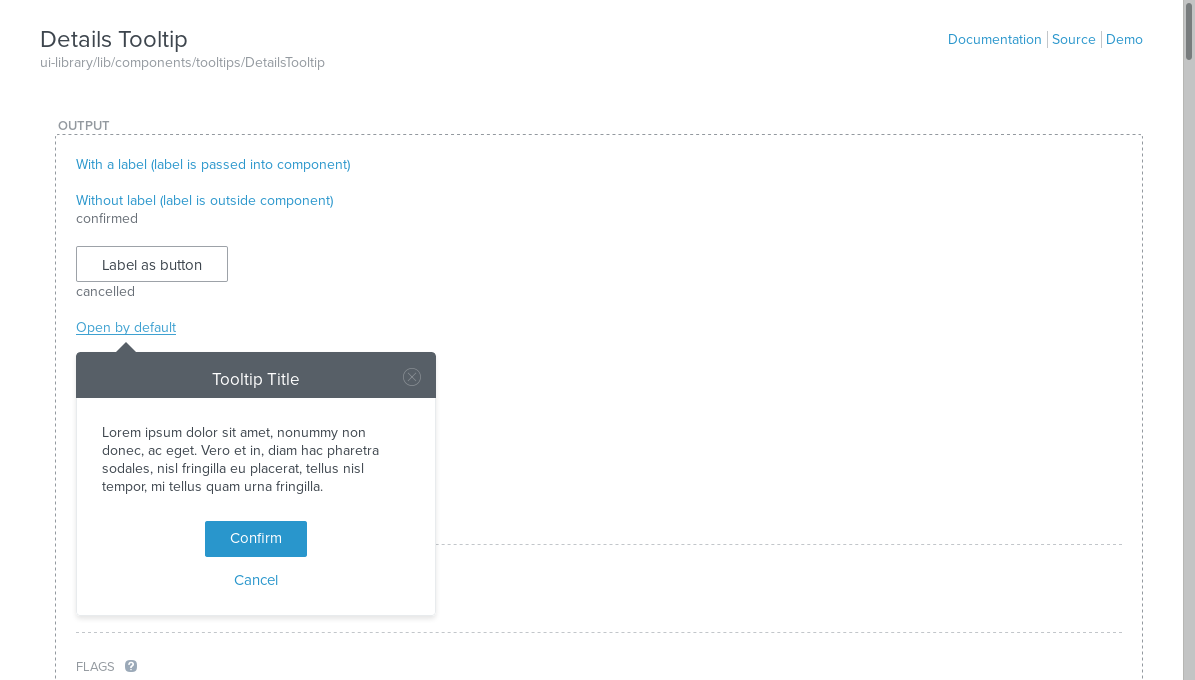 Details Tooltip
ui-library/lib/components/tooltips/DetailsTooltip
Documentation Source Demo
OUTPUT
With a label (label is passed into component)
Without label (label is outside component)
confirmed
Label as button
cancelled
Open by default
Tooltip Title
Lorem ipsum dolor sit amet, nonummy non
donec, ac eget. Vero et in, diam hac pharetra
sodales, nisl fringilla eu placerat, tellus nisl
tempor, mi tellus quam urna fringilla.
Confirm
Cancel
FLAGS ?